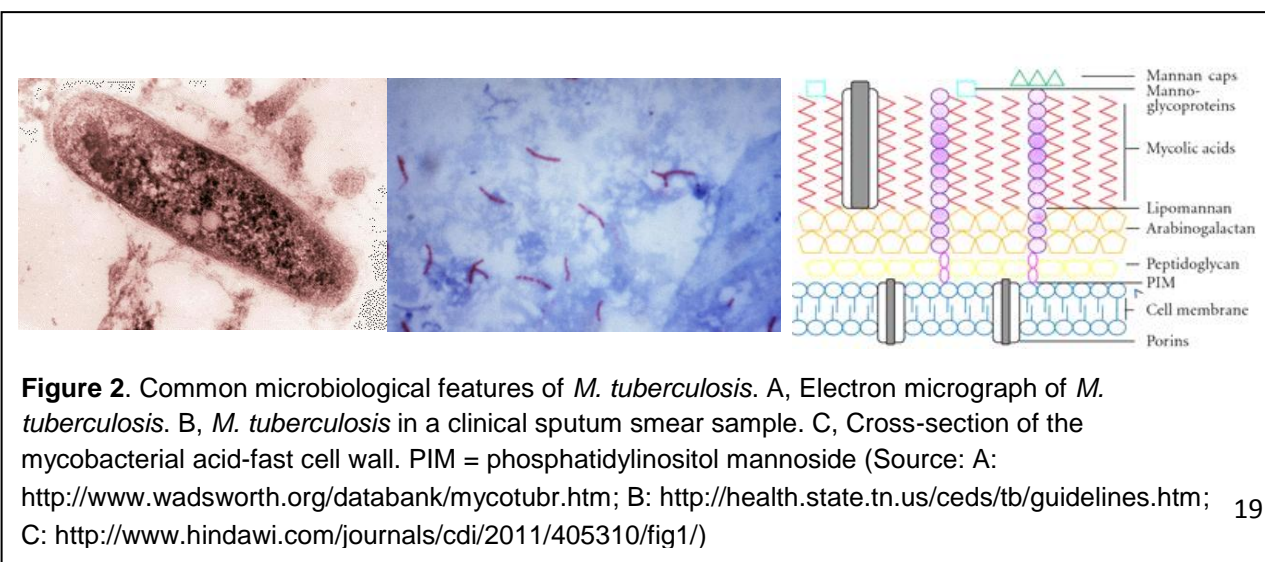 Mannan caps
Manno-
glycoproteins
Mycolic acids
Lipomannan
Arabinogalactan
Peptidoglycan
PIM
Cell membrane
Porins
Figure 2. Common microbiological features of M. tuberculosis. A, Electron micrograph of M.
tuberculosis. B, M. tuberculosis in a clinical sputum smear sample. C, Cross-section of the
mycobacterial acid-fast cell wall. PIM = phosphatidylinositol mannoside (Source: A:
http://www.wadsworth.org/databank/mycotubr.htm; B: http://health.state.tn.us/ceds/tb/guidelines.htm;
C: http://www.hindawi.com/journals/cdi/2011/405310/fig1/)
19